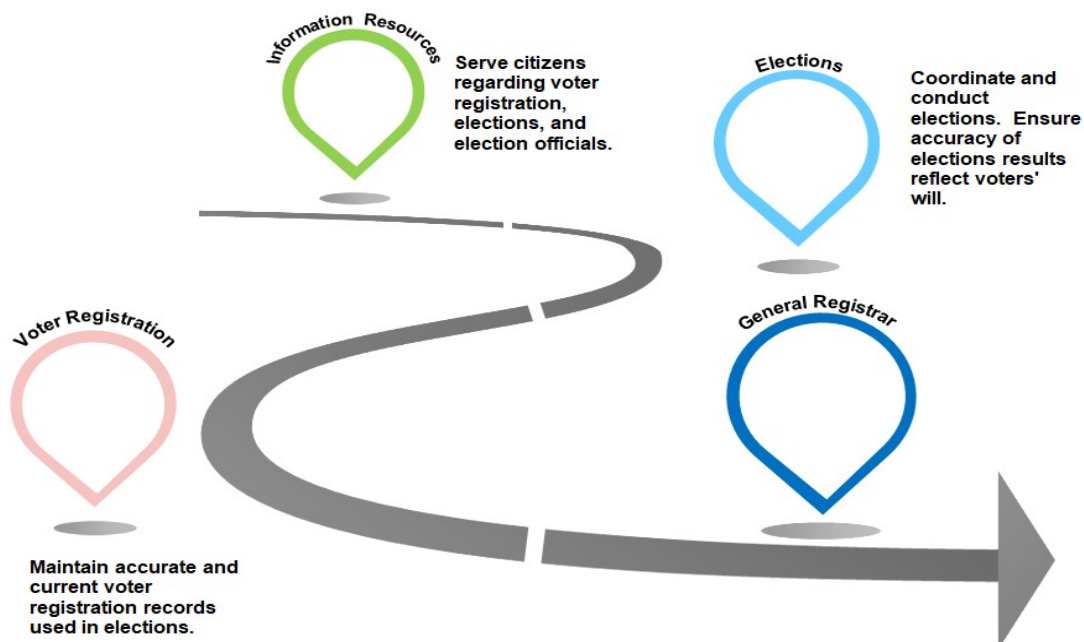 Information Resources
Serve citizens
regarding voter
registration,
elections, and
election officials.
Elections
Coordinate and
conduct
elections. Ensure
accuracy of
elections results
reflect voters'
will.
Voter Registration
Maintain accurate and
current voter
registration records
used in elections.
General Registrar